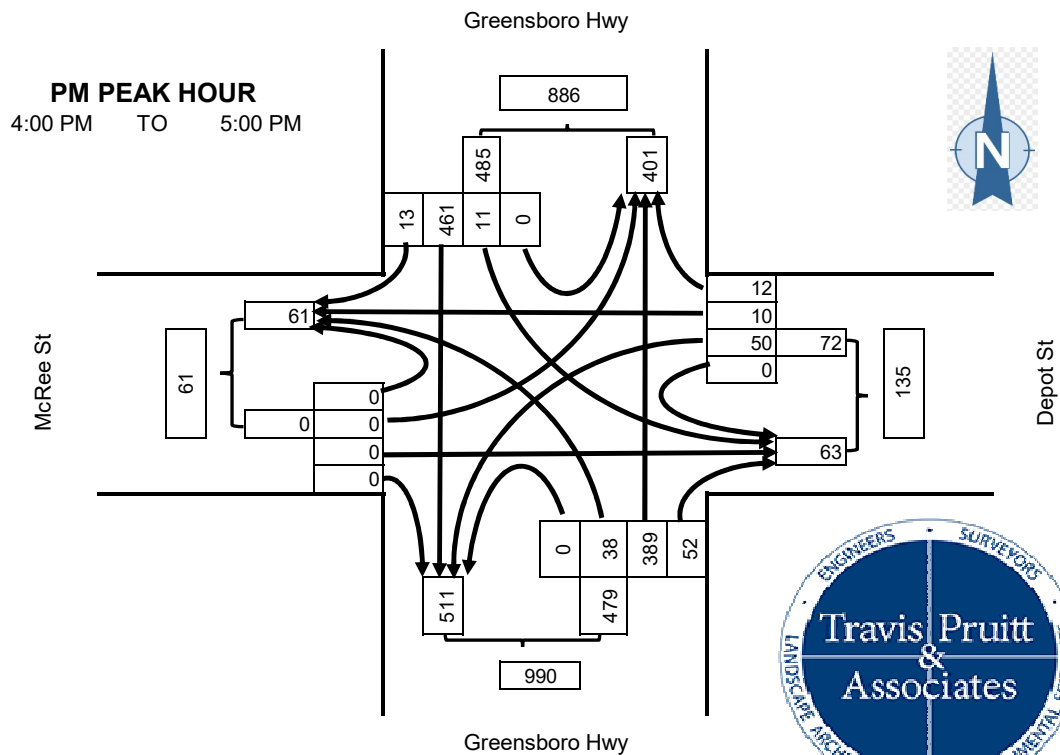 Greensboro Hwy
PM PEAK HOUR
4:00 PM TO 5:00 PM
886
485
401
13 461 11 0
N
61
12
10
50 72
0
McRee St
61
0
0 0
0
0
135
Depot St
63
0 38 389 52
511
479
990
ENGINEERS · SURVEYORS ·
Travis Pruitt
&
Associates
LANDSCAPE
Greensboro Hwy